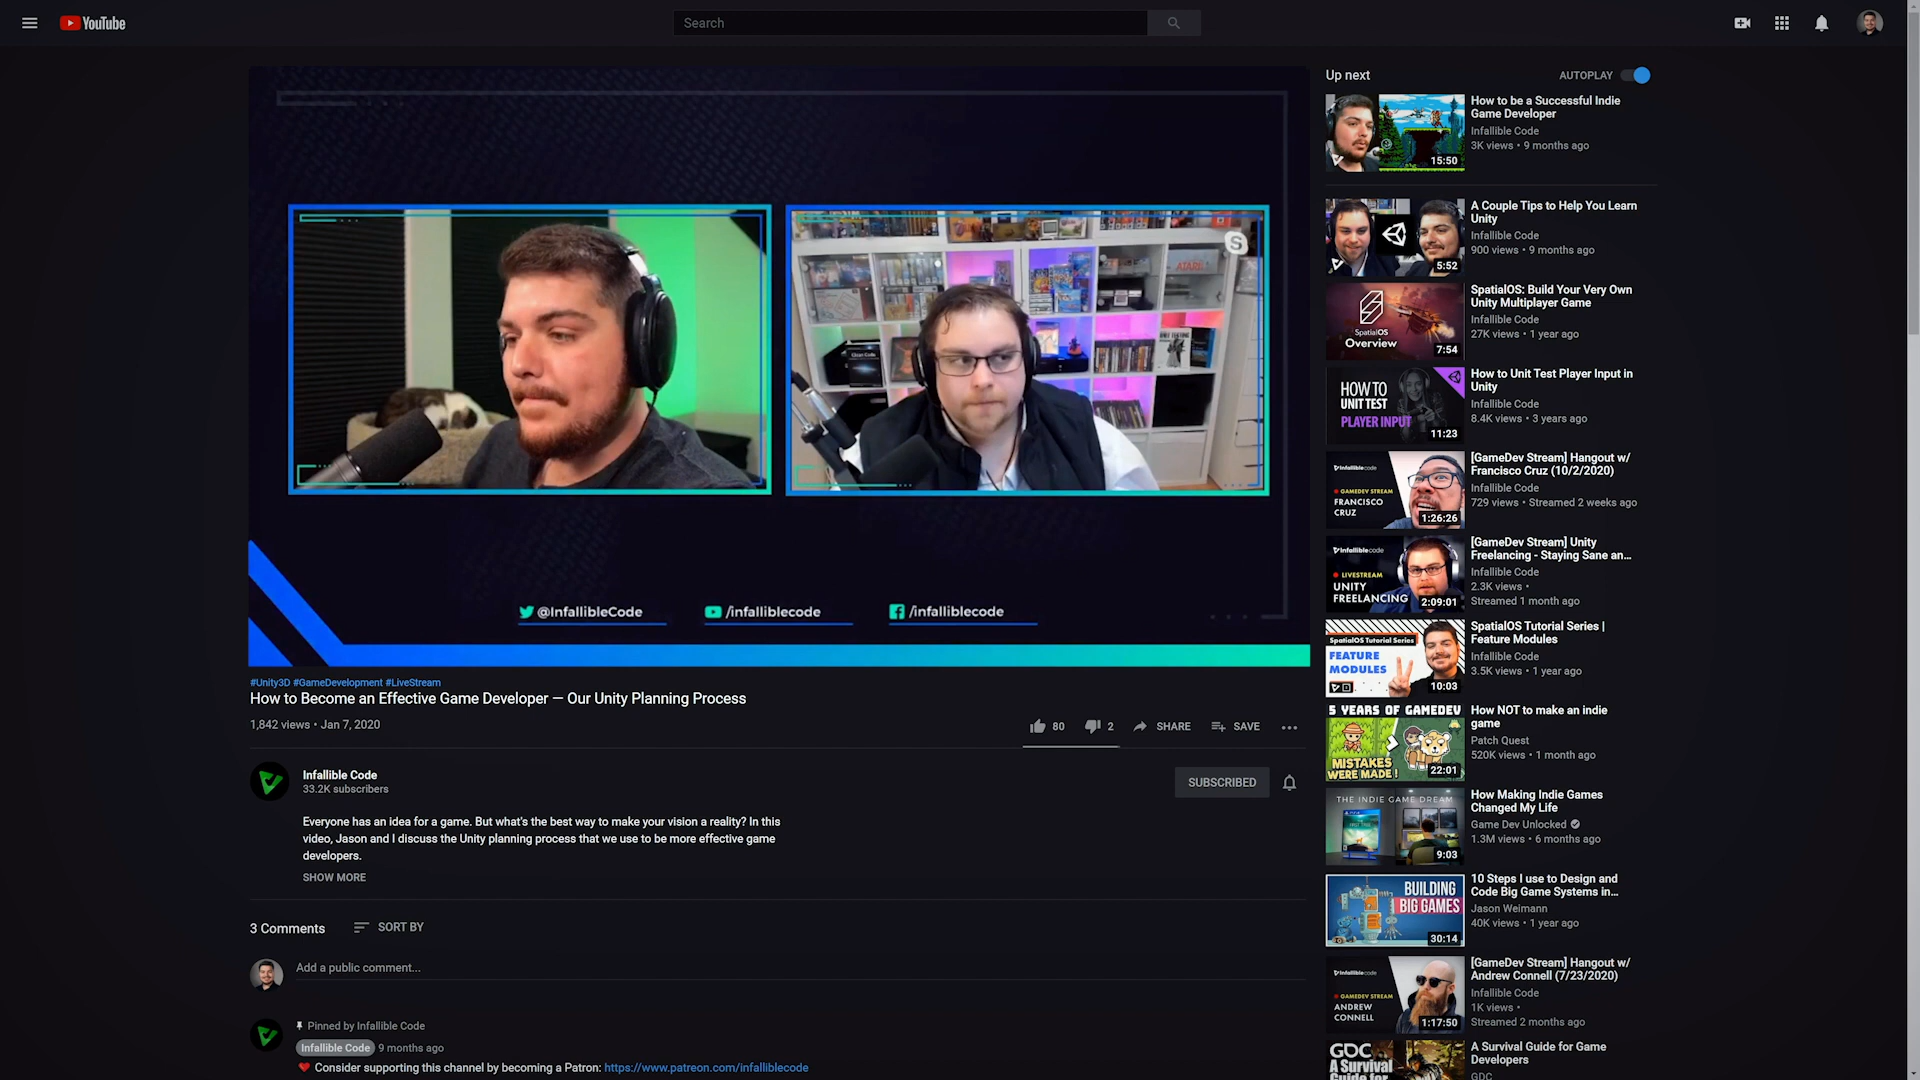 YouTube
Search
@InfallibleCode
/infalliblecode
/infalliblecode
#Unity3D #GameDevelopment #LiveStream
How to Become an Effective Game Developer — Our Unity Planning Process
1,842 views • Jan 7, 2020
80
2
SHARE
SAVE
Infallible Code
33.2K subscribers
SUBSCRIBED
Everyone has an idea for a game. But what's the best way to make your vision a reality? In this
video, Jason and I discuss the Unity planning process that we use to be more effective game
developers.
SHOW MORE
3 Comments
SORT BY
Add a public comment...
Pinned by Infallible Code
Infallible Code 9 months ago
Consider supporting this channel by becoming a Patron: https://www.patreon.com/infalliblecode
Up next
AUTOPLAY
15:50
How to be a Successful Indie
Game Developer
Infallible Code
3K views • 9 months ago
5:52
A Couple Tips to Help You Learn
Unity
Infallible Code
900 views • 9 months ago
SpatialOS
Overview
7:54
SpatialOS: Build Your Very Own
Unity Multiplayer Game
Infallible Code
27K views • 1 year ago
HOW TO
UNIT TEST
PLAYER INPUT
11:23
How to Unit Test Player Input in
Unity
Infallible Code
8.4K views • 3 years ago
infalliblecode
GAMEDEV STREAM
FRANCISCO
CRUZ
1:26:26
[GameDev Stream] Hangout w/
Francisco Cruz (10/2/2020)
Infallible Code
729 views • Streamed 2 weeks ago
infalliblecode
LIVESTREAM
UNITY
FREELANCING
2:09:01
[GameDev Stream] Unity
Freelancing - Staying Sane an...
Infallible Code
2.3K views •
Streamed 1 month ago
SpatialOS Tutorial Series
FEATURE
MODULES
10:03
SpatialOS Tutorial Series |
Feature Modules
Infallible Code
3.5K views • 1 year ago
5 YEARS OF GAMEDEV
MISTAKES
WERE MADE!
22:01
How NOT to make an indie
game
Patch Quest
520K views • 1 month ago
THE INDIE GAME DREAM
9:03
How Making Indie Games
Changed My Life
Game Dev Unlocked
1.3M views • 6 months ago
BUILDING
BIG GAMES
30:14
10 Steps I use to Design and
Code Big Game Systems in...
Jason Weimann
40K views • 1 year ago
infalliblecode
GAMEDEV STREAM
ANDREW
CONNELL
1:17:50
[GameDev Stream] Hangout w/
Andrew Connell (7/23/2020)
Infallible Code
1K views •
Streamed 2 months ago
GDC
A Survival
Guide for
A Survival Guide for Game
Developers
GDC